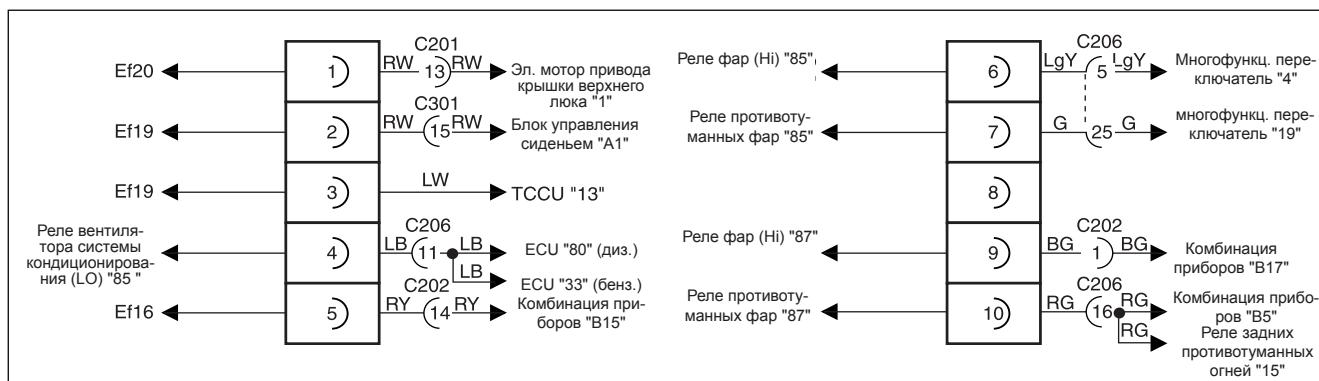 C201
Ef20
1
RW
13
RW
Эл. мотор привода
крышки верхнего
люка "1"
C301
Ef19
2
RW
15
RW
Блок управления
сиденьем "A1"
Ef19
3
LW
TCCU "13"
Реле вентиля-
тора системы
кондиционирова-
ния (LO) "85 "
4
C206
LB
11
LB
ECU "80" (диз.)
LB
ECU "33" (бенз.)
C202
Ef16
5
RY
14
RY
Комбинация при-
боров "B15"
C206
Реле фар (Hi) "85"
6
LgY
5
LgY
Многофункц. пере-
ключатель "4"
Реле противоту-
манных фар "85"
7
G
25
G
многофункц. пере-
ключатель "19"
8
C202
Реле фар (Hi) "87"
9
BG
1
BG
Комбинация
приборов "B17"
C206
Реле противоту-
манных фар "87"
10
RG
16
RG
Комбинация прибо-
ров "B5"
RG
Реле задних
противотуманных
огней "15"